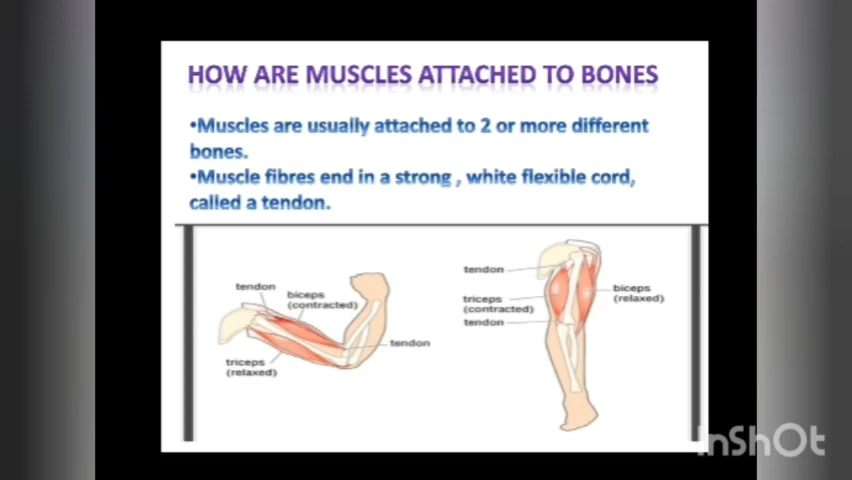 HOW ARE MUSCLES ATTACHED TO BONES
•Muscles are usually attached to 2 or more different
bones.
•Muscle fibres end in a strong , white flexible cord,
called a tendon.
tendon
biceps
(contracted)
tendon
triceps
(relaxed)
tendon
triceps
(contracted)
tendon
biceps
(relaxed)
InShOt